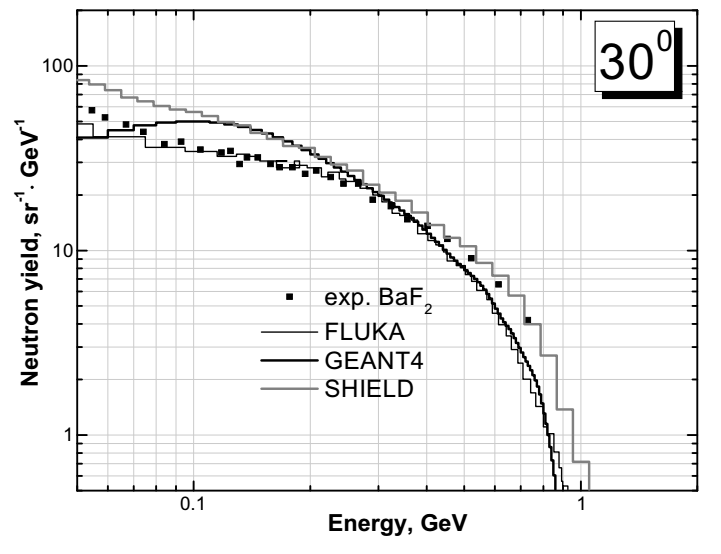 30⁰
100
10
1
Neutron yield, sr⁻¹· GeV⁻¹
exp. BaF₂
FLUKA
GEANT4
SHIELD
0.1
1
Energy, GeV